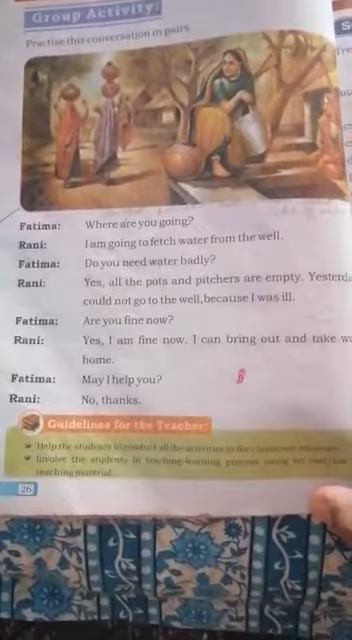 Group Activity:
Practise this conversation in pairs.
Fatima: Where are you going?
Rani: I am going to fetch water from the well.
Fatima: Do you need water badly?
Rani: Yes, all the pots and pitchers are empty. Yesterda
could not go to the well, because I was ill.
Fatima: Are you fine now?
Rani: Yes, I am fine now. I can bring out and take wa
home.
Fatima: May I help you?
Rani: No, thanks.
Guidelines for the Teacher:
Help the students to conduct all the activities in the classroom
Involve the students in teaching-learning process using
teaching material.
26